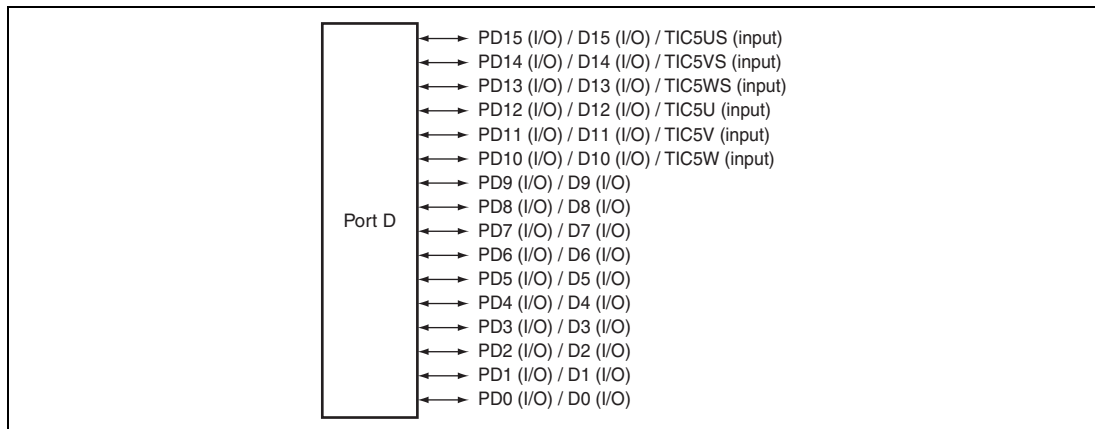 PD15 (I/O) / D15 (I/O) / TIC5US (input)
PD14 (I/O) / D14 (I/O) / TIC5VS (input)
PD13 (I/O) / D13 (I/O) / TIC5WS (input)
PD12 (I/O) / D12 (I/O) / TIC5U (input)
PD11 (I/O) / D11 (I/O) / TIC5V (input)
PD10 (I/O) / D10 (I/O) / TIC5W (input)
PD9 (I/O) / D9 (I/O)
PD8 (I/O) / D8 (I/O)
Port D
PD7 (I/O) / D7 (I/O)
PD6 (I/O) / D6 (I/O)
PD5 (I/O) / D5 (I/O)
PD4 (I/O) / D4 (I/O)
PD3 (I/O) / D3 (I/O)
PD2 (I/O) / D2 (I/O)
PD1 (I/O) / D1 (I/O)
PD0 (I/O) / D0 (I/O)